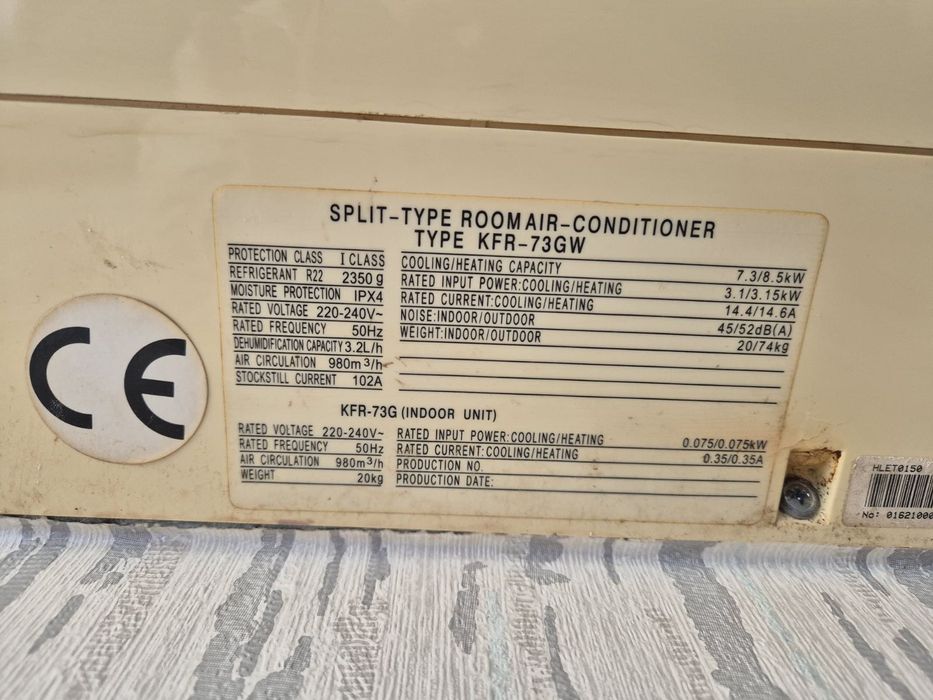 SPLIT-TYPE ROOMAIR-CONDITIONER
TYPE KFR-73GW
PROTECTION CLASS I CLASS
REFRIGERANT R22 2350 g
MOISTURE PROTECTION IPX4
RATED VOLTAGE 220-240V~
RATED FREQUENCY 50Hz
DEHUMIDIFICATION CAPACITY 3.2L/h
AIR CIRCULATION 980m³/h
STOCKSTILL CURRENT 102A
COOLING/HEATING CAPACITY 7.3/8.5kW
RATED INPUT POWER:COOLING/HEATING 3.1/3.15kW
RATED CURRENT:COOLING/HEATING 14.4/14.6A
NOISE:INDOOR/OUTDOOR 45/52dB(A)
WEIGHT:INDOOR/OUTDOOR 20/74kg
KFR-73G (INDOOR UNIT)
RATED VOLTAGE 220-240V~
RATED FREQUENCY 50Hz
AIR CIRCULATION 980m³/h
WEIGHT 20kg
RATED INPUT POWER:COOLING/HEATING 0.075/0.075kW
RATED CURRENT:COOLING/HEATING 0.35/0.35A
PRODUCTION NO.
PRODUCTION DATE:
CE
HLET0150
No: 01621000